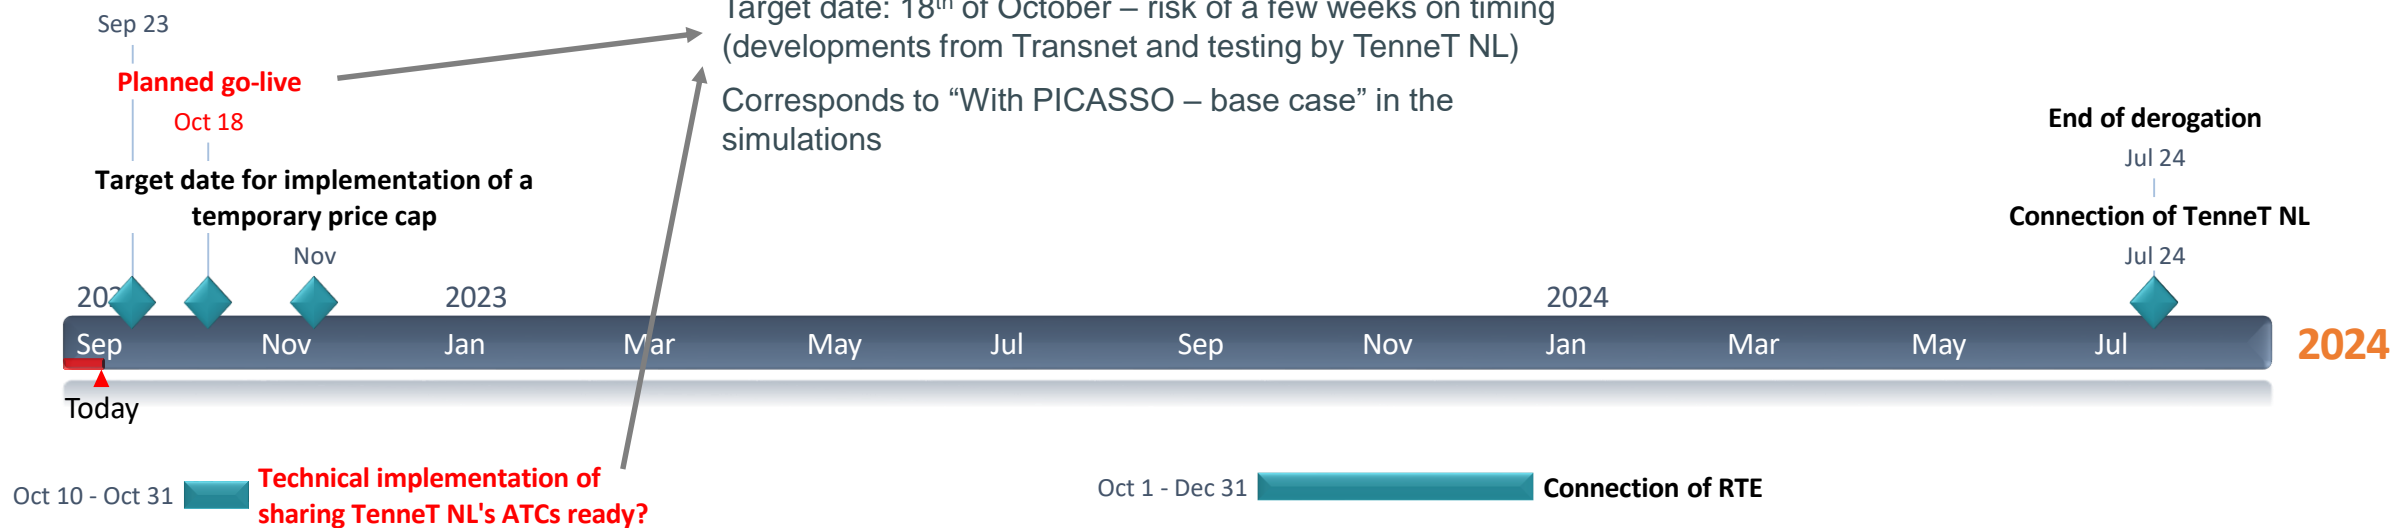 Target date: 18th of October – risk of a few weeks on timing
(developments from Transnet and testing by TenneT NL)
Corresponds to “With PICASSO – base case” in the
simulations
Sep 23
Planned go-live
Oct 18
Target date for implementation of a
temporary price cap
Nov
End of derogation
Jul 24
Connection of TenneT NL
Jul 24
2023
2024
Sep Nov Jan Mar May Jul Sep Nov Jan Mar May Jul
2024
Today
Oct 10 - Oct 31
Technical implementation of
sharing TenneT NL's ATCs ready?
Oct 1 - Dec 31
Connection of RTE